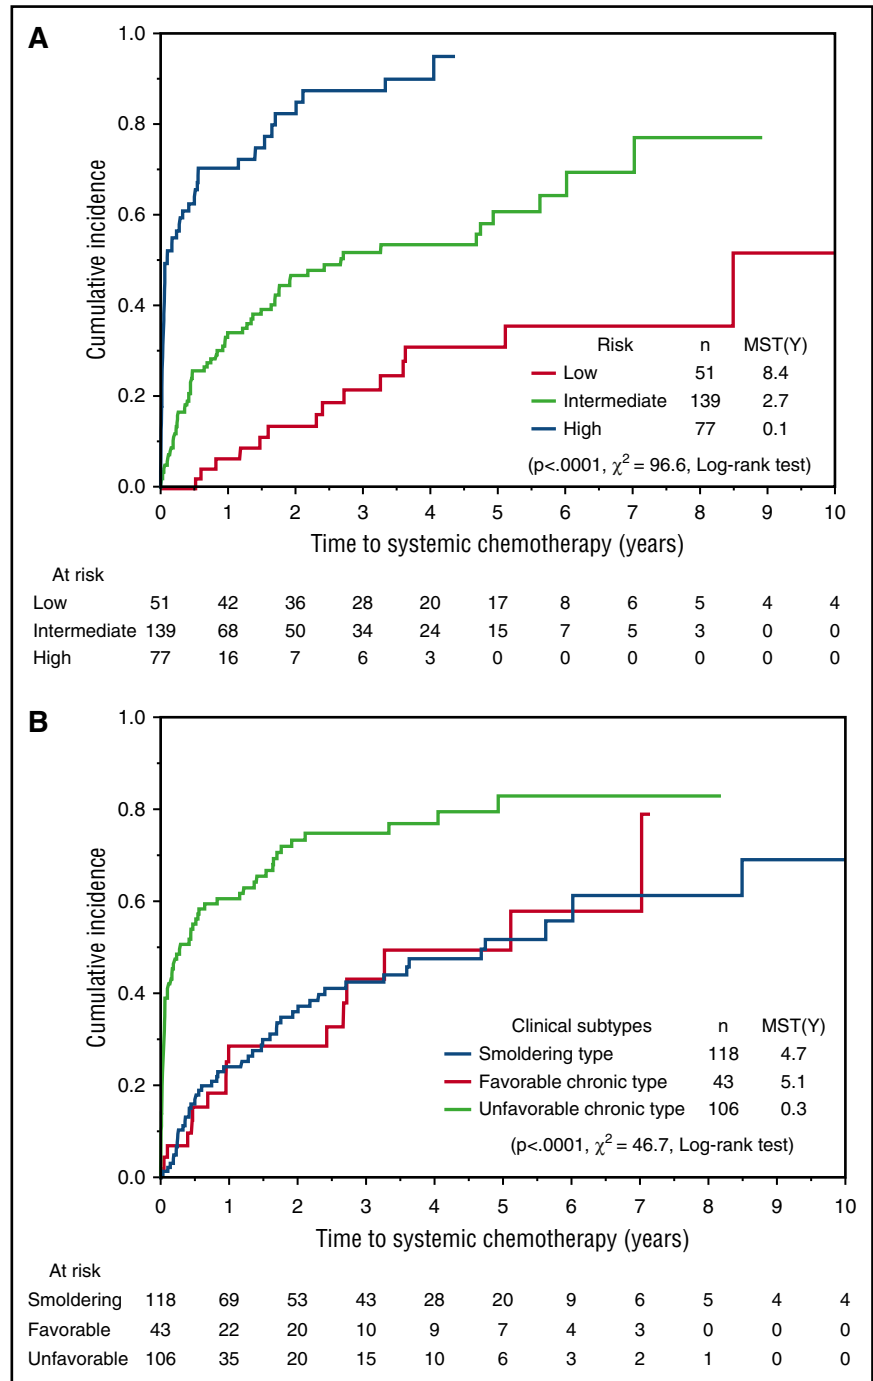 A
1.0
0.8
0.6
0.4
0.2
0.0
Cumulative incidence
Risk n MST(Y)
Low 51 8.4
Intermediate 139 2.7
High 77 0.1
(p<.0001, χ² = 96.6, Log-rank test)
0 1 2 3 4 5 6 7 8 9 10
Time to systemic chemotherapy (years)
At risk
Low 51 42 36 28 20 17 8 6 5 4 4
Intermediate 139 68 50 34 24 15 7 5 3 0 0
High 77 16 7 6 3 0 0 0 0 0 0
B
1.0
0.8
0.6
0.4
0.2
0.0
Cumulative incidence
Clinical subtypes n MST(Y)
Smoldering type 118 4.7
Favorable chronic type 43 5.1
Unfavorable chronic type 106 0.3
(p<.0001, χ² = 46.7, Log-rank test)
0 1 2 3 4 5 6 7 8 9 10
Time to systemic chemotherapy (years)
At risk
Smoldering 118 69 53 43 28 20 9 6 5 4 4
Favorable 43 22 20 10 9 7 4 3 0 0 0
Unfavorable 106 35 20 15 10 6 3 2 1 0 0